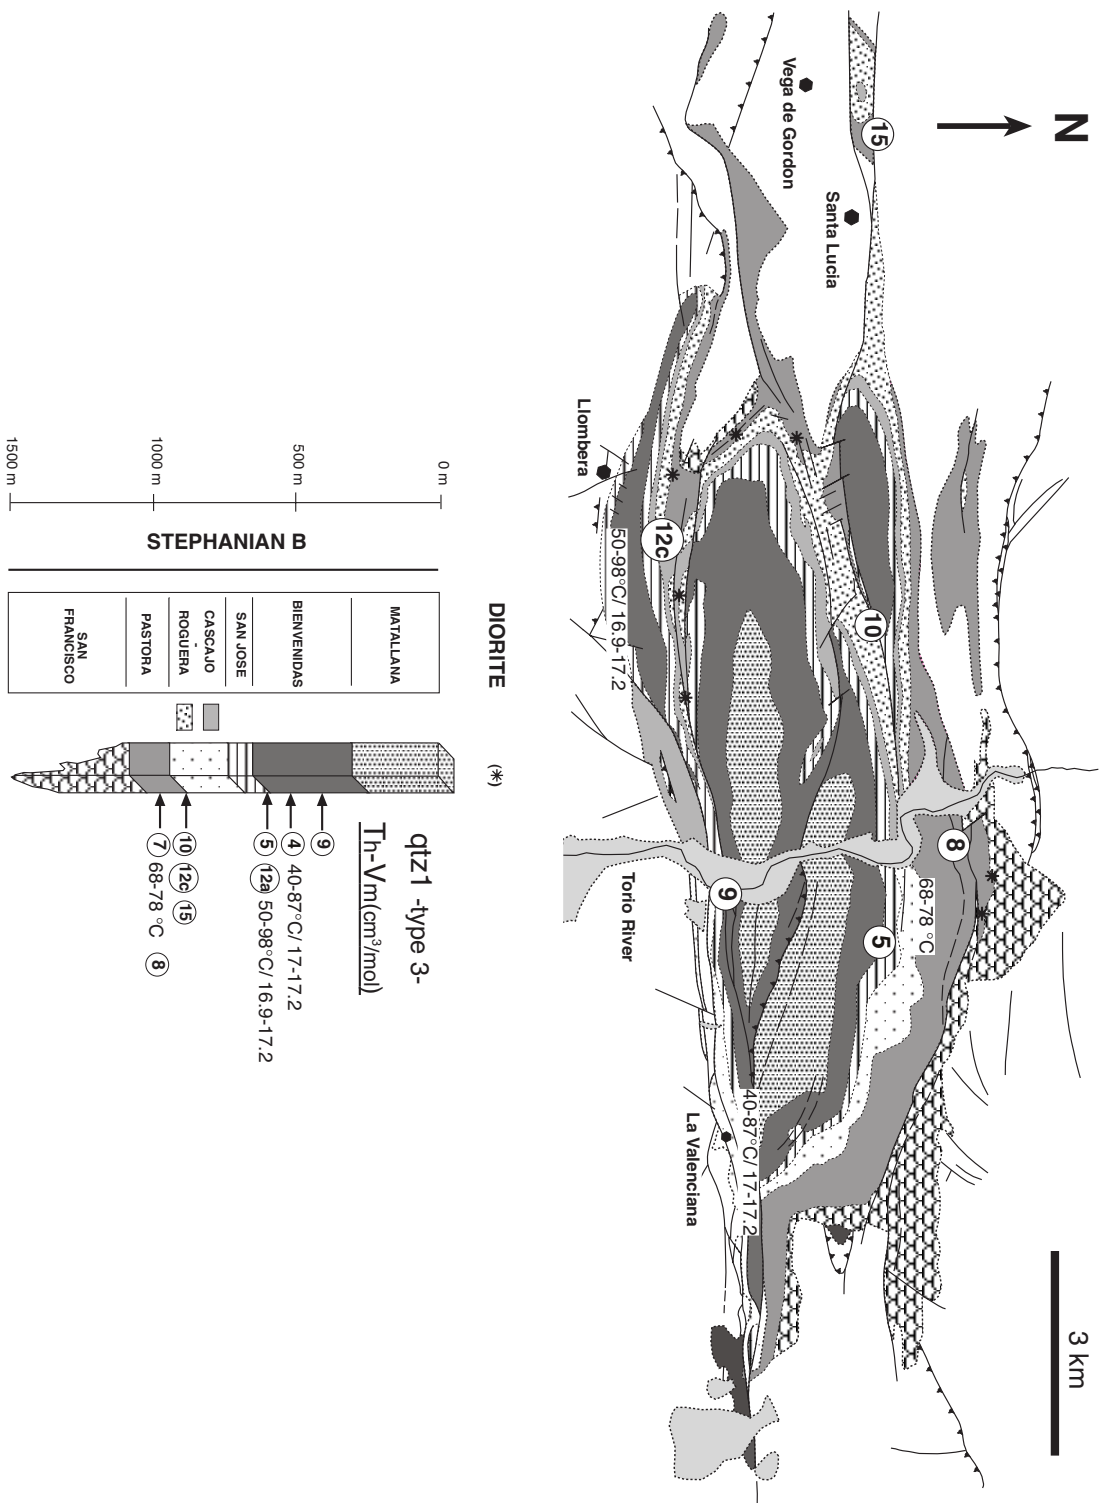 N
3 km
15
Vega de Gordon
Santa Lucia
8
68-78 °C
10
5
9
12c
50-98°C/ 16.9-17.2
40-87°C/ 17-17.2
Llombera
Torio River
La Valenciana
DIORITE (*)
STEPHANIAN B
0 m
500 m
1000 m
1500 m
MATALLANA
BIENVENIDAS
SAN JOSE
CASCAJO
-
ROGÜERA
PASTORA
SAN
FRANCISCO
qtz1 -type 3-
Th-Vm(cm³/mol)
9
4 40-87°C/ 17-17.2
5 12a 50-98°C/ 16.9-17.2
10 12c 15
7 68-78 °C 8